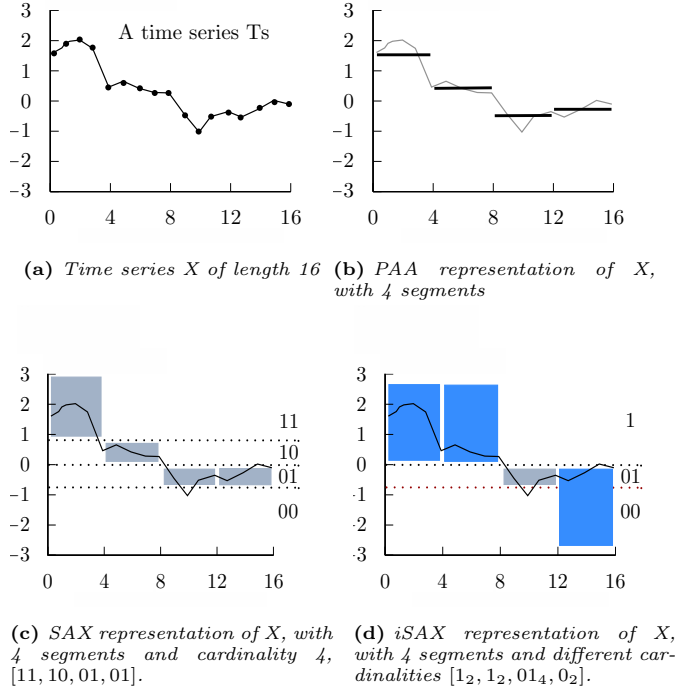 3
2
1
0
−1
−2
−3
A time series Ts
0 4 8 12 16
3
2
1
0
−1
−2
−3
0 4 8 12 16
(a) Time series X of length 16
(b) PAA representation of X,
with 4 segments
3
2
1
0
−1
−2
−3
11
10
01
00
0 4 8 12 16
3
2
1
0
−1
−2
−3
1
01
00
0 4 8 12 16
(c) SAX representation of X, with
4 segments and cardinality 4,
[11, 10, 01, 01].
(d) iSAX representation of X,
with 4 segments and different car-
dinalities [1₂, 1₂, 01₄, 0₂].